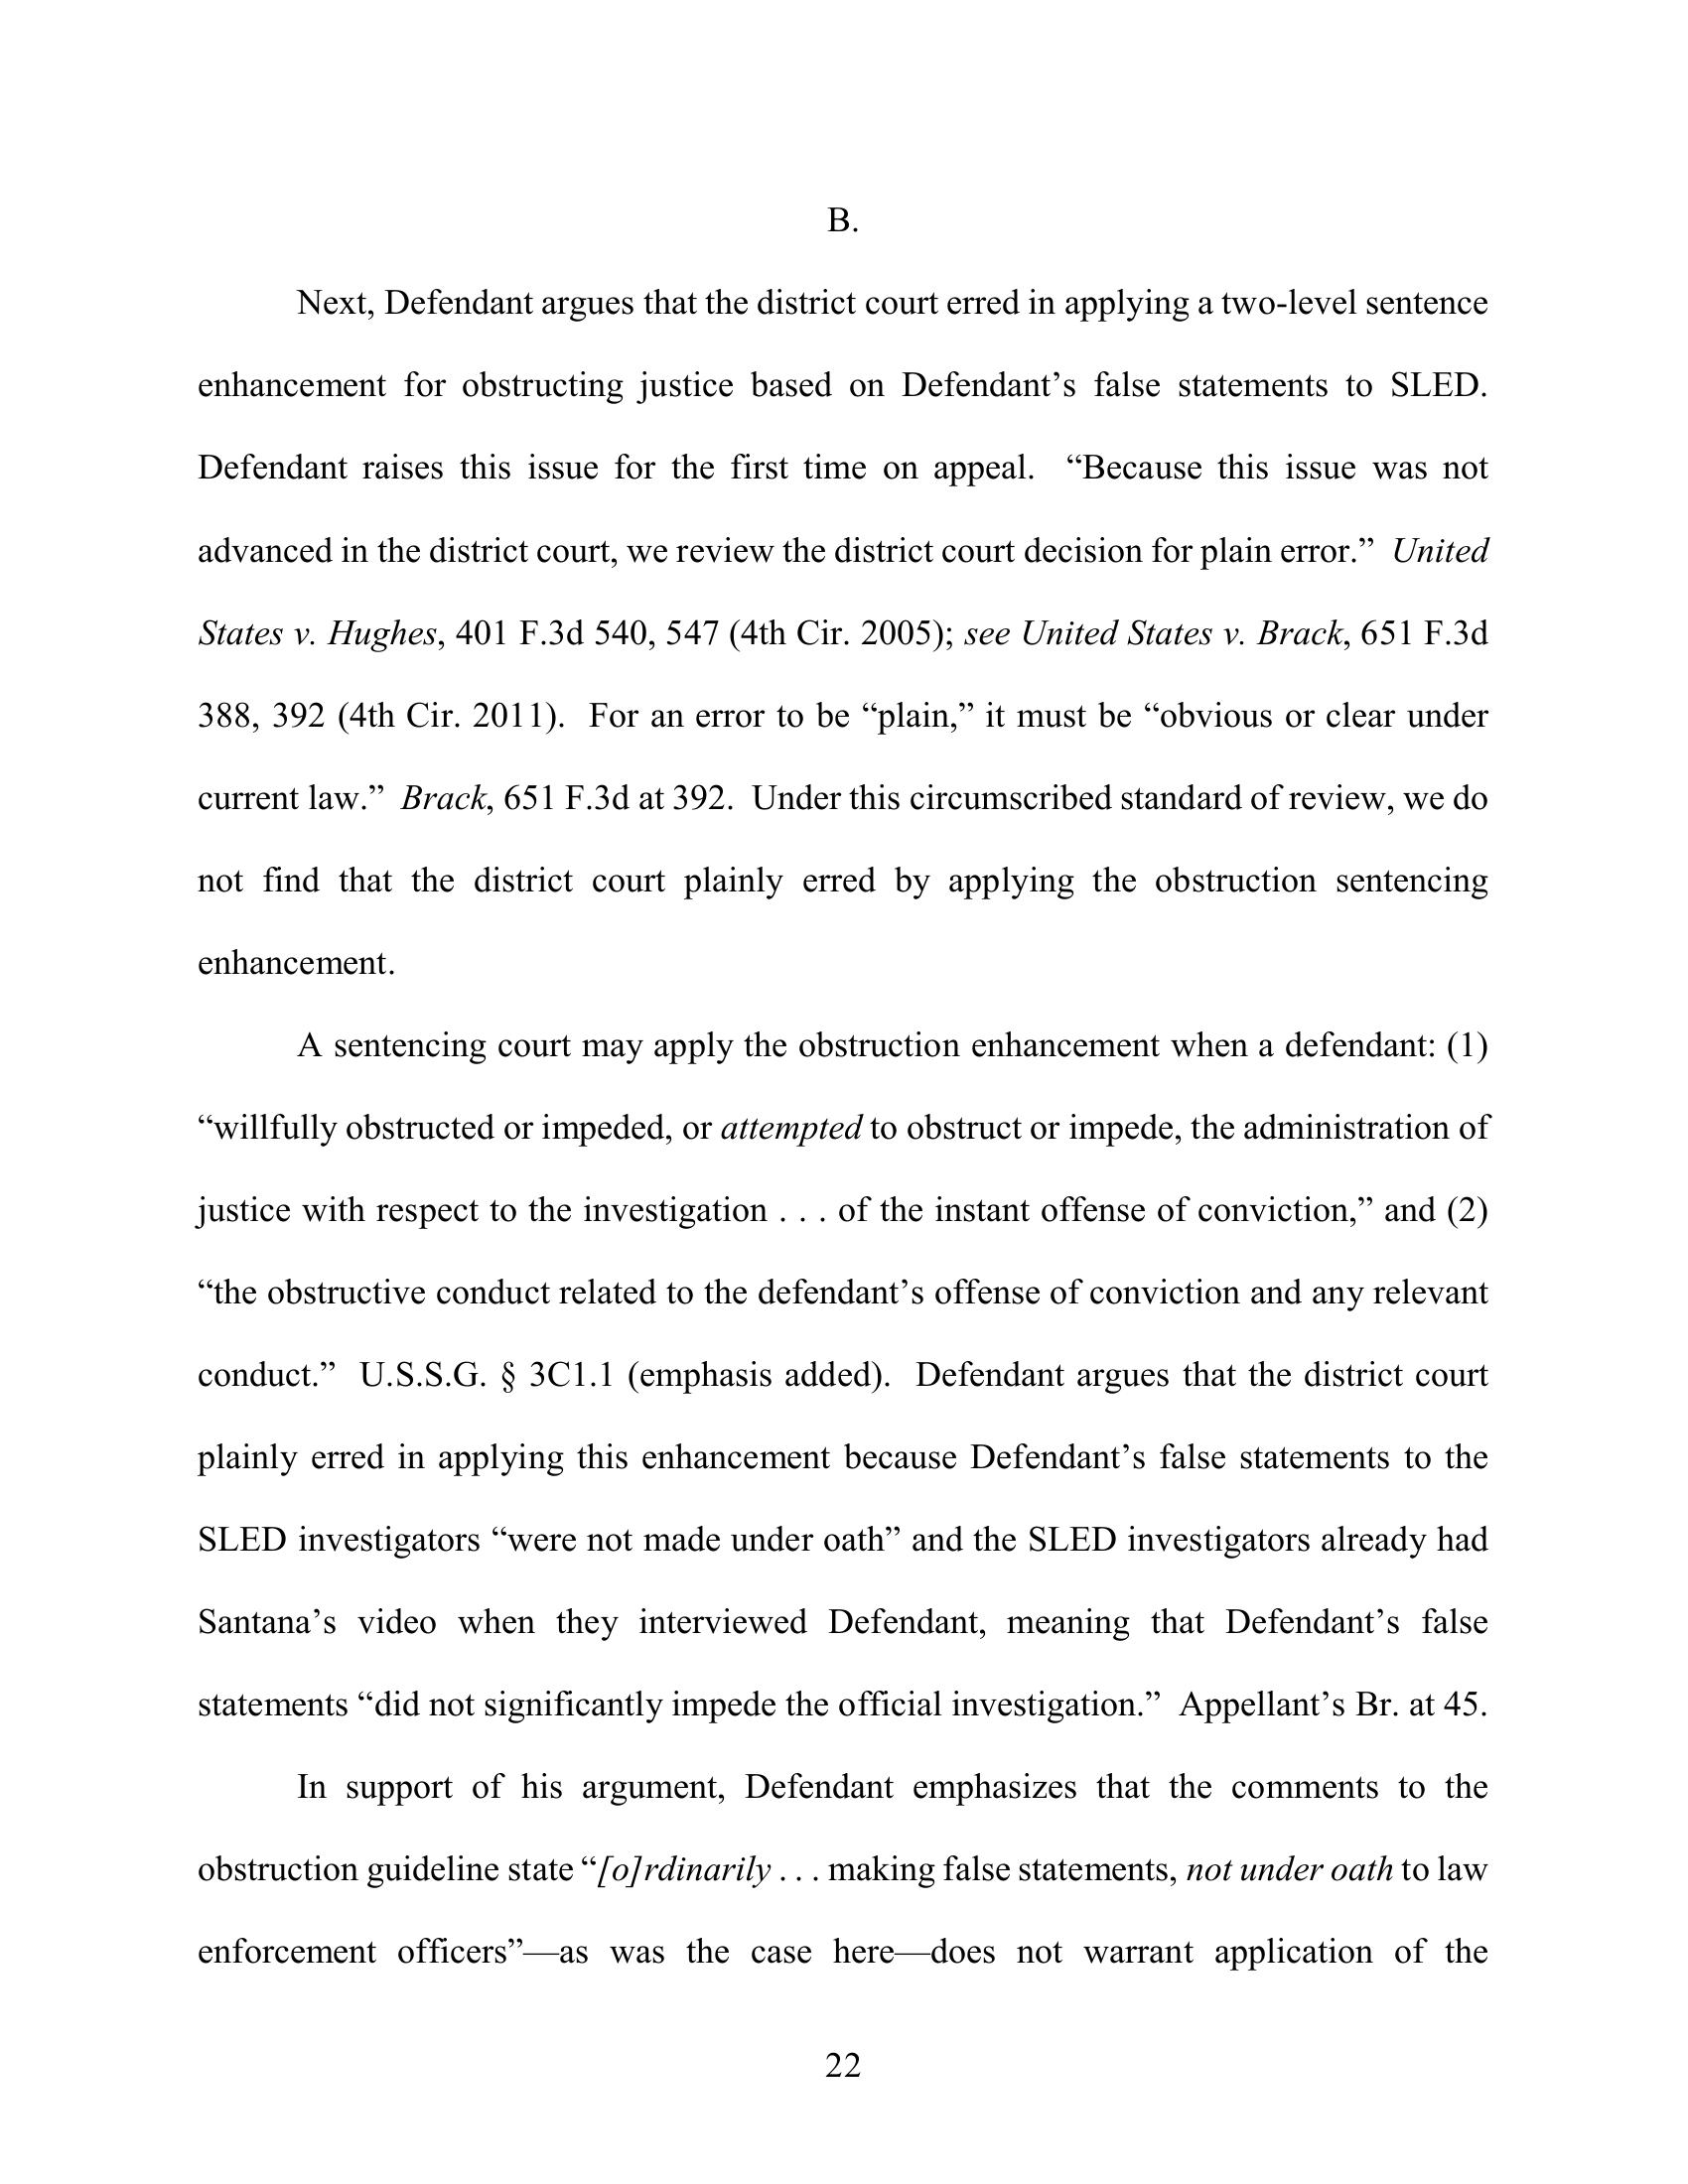 B.
Next, Defendant argues that the district court erred in applying a two-level sentence
enhancement for obstructing justice based on Defendant’s false statements to SLED.
Defendant raises this issue for the first time on appeal.  “Because this issue was not
advanced in the district court, we review the district court decision for plain error.”  United
States v. Hughes, 401 F.3d 540, 547 (4th Cir. 2005); see United States v. Brack, 651 F.3d
388, 392 (4th Cir. 2011).  For an error to be “plain,” it must be “obvious or clear under
current law.”  Brack, 651 F.3d at 392.  Under this circumscribed standard of review, we do
not find that the district court plainly erred by applying the obstruction sentencing
enhancement.
A sentencing court may apply the obstruction enhancement when a defendant: (1)
“willfully obstructed or impeded, or attempted to obstruct or impede, the administration of
justice with respect to the investigation . . . of the instant offense of conviction,” and (2)
“the obstructive conduct related to the defendant’s offense of conviction and any relevant
conduct.”  U.S.S.G. § 3C1.1 (emphasis added).  Defendant argues that the district court
plainly erred in applying this enhancement because Defendant’s false statements to the
SLED investigators “were not made under oath” and the SLED investigators already had
Santana’s video when they interviewed Defendant, meaning that Defendant’s false
statements “did not significantly impede the official investigation.”  Appellant’s Br. at 45.
In support of his argument, Defendant emphasizes that the comments to the
obstruction guideline state “[o]rdinarily . . . making false statements, not under oath to law
enforcement officers”—as was the case here—does not warrant application of the
22